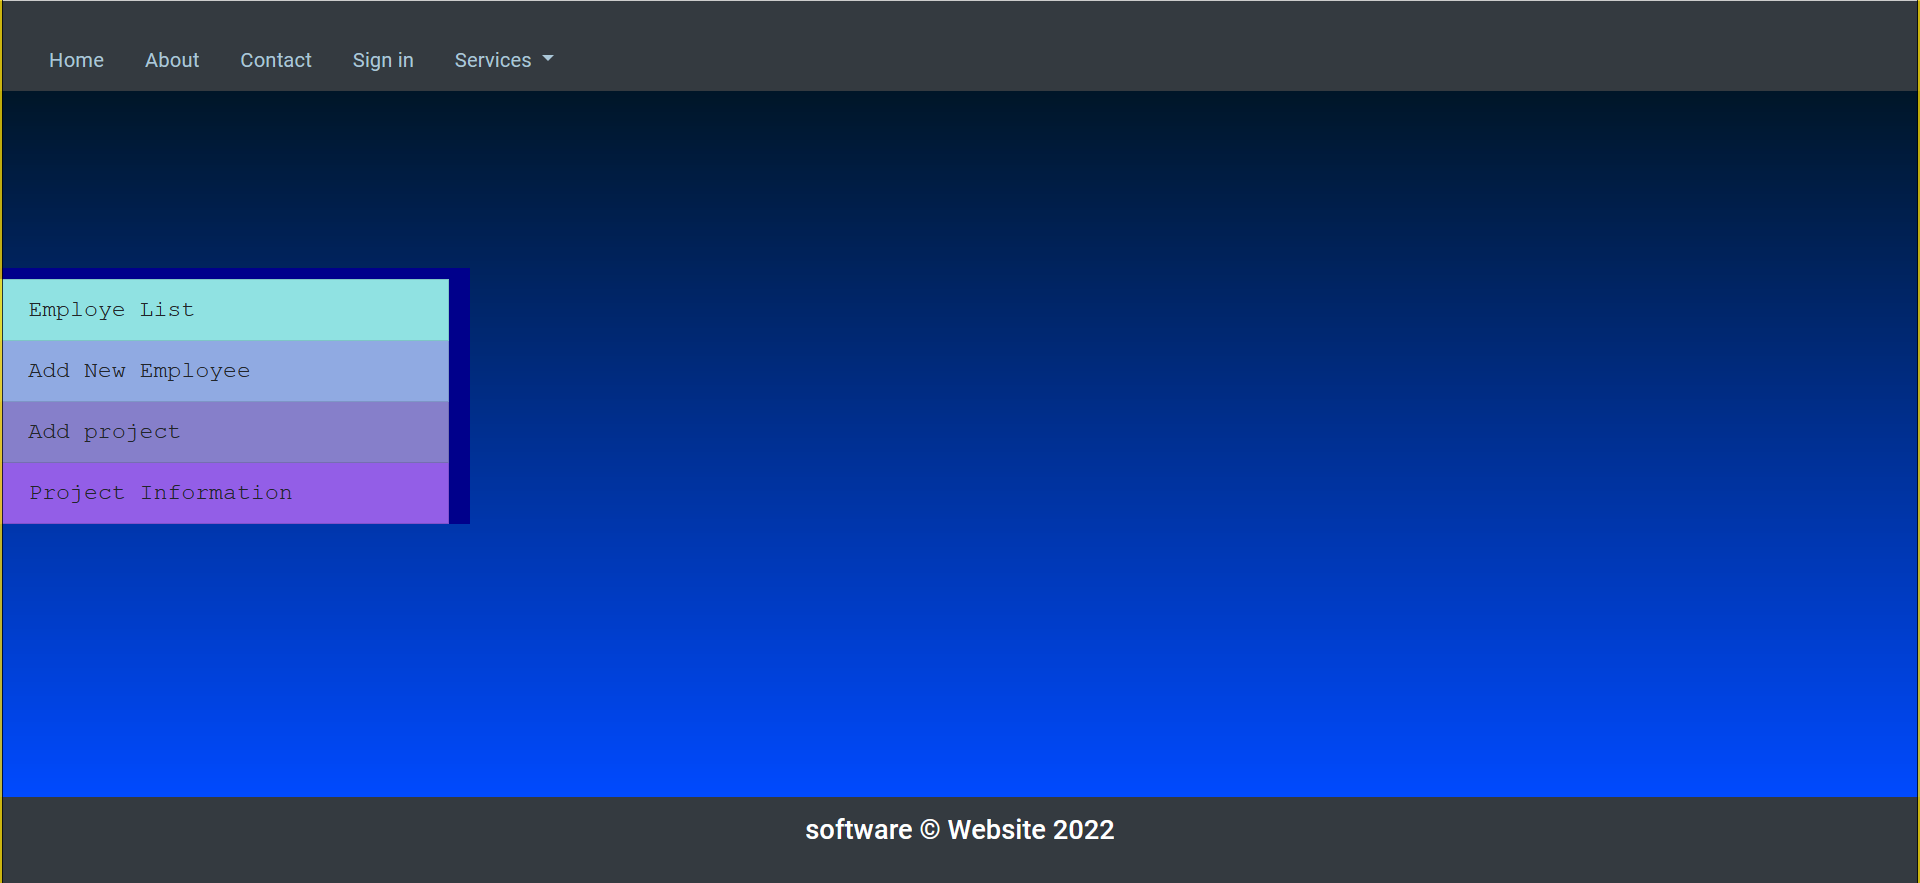 Home About Contact Sign in Services
Employe List
Add New Employee
Add project
Project Information
software © Website 2022